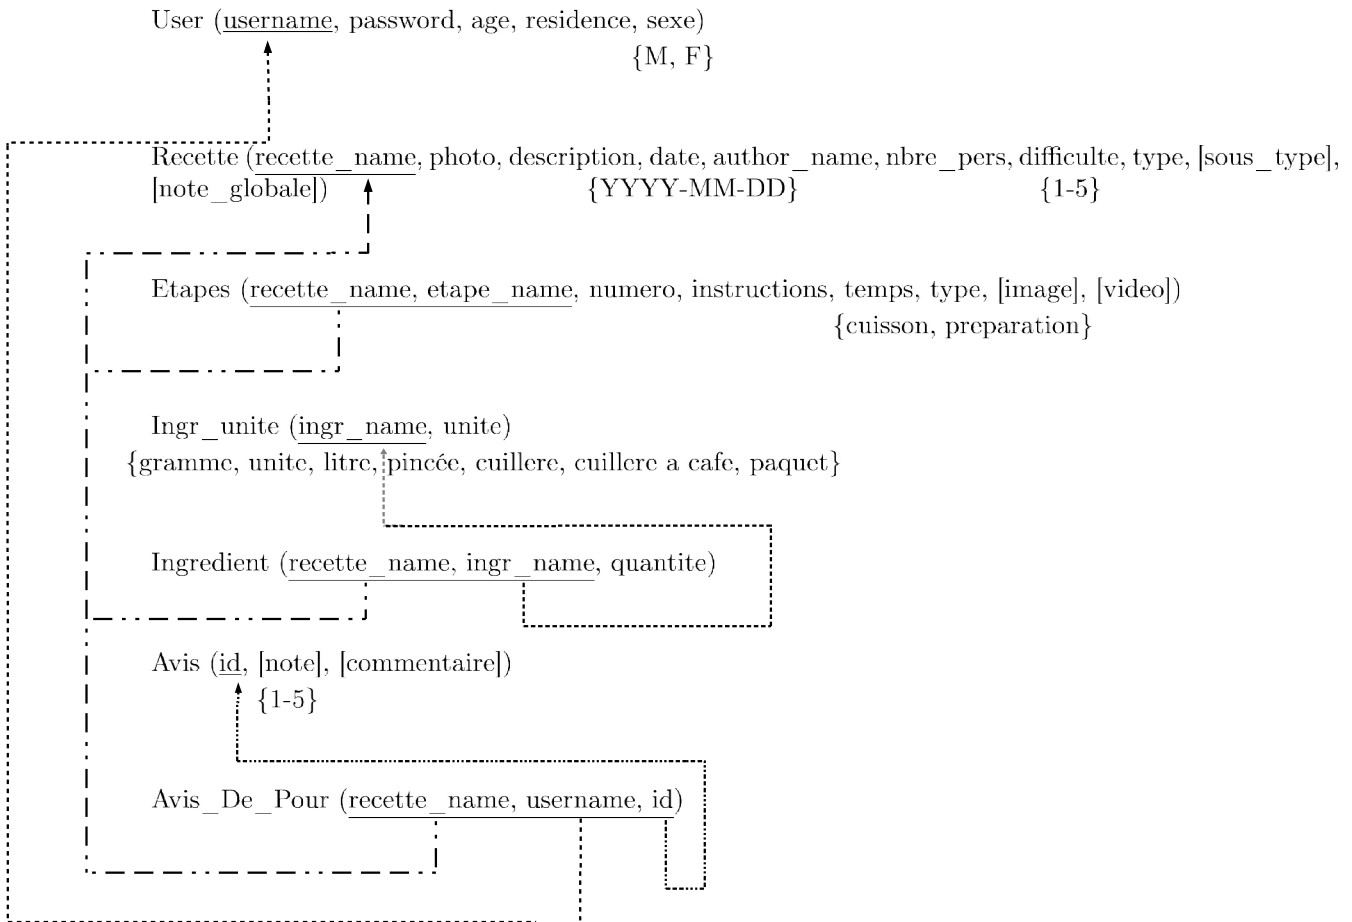 User (username, password, age, residence, sexe)
{M, F}
Recette (recette_name, photo, description, date, author_name, nbre_pers, difficulte, type, [sous_type],
[note_globale])
{YYYY-MM-DD}
{1-5}
Etapes (recette_name, etape_name, numero, instructions, temps, type, [image], [video])
{cuisson, preparation}
Ingr_unite (ingr_name, unite)
{gramme, unite, litre, pincée, cuillere, cuillere a cafe, paquet}
Ingredient (recette_name, ingr_name, quantite)
Avis (id, [note], [commentaire])
{1-5}
Avis_De_Pour (recette_name, username, id)